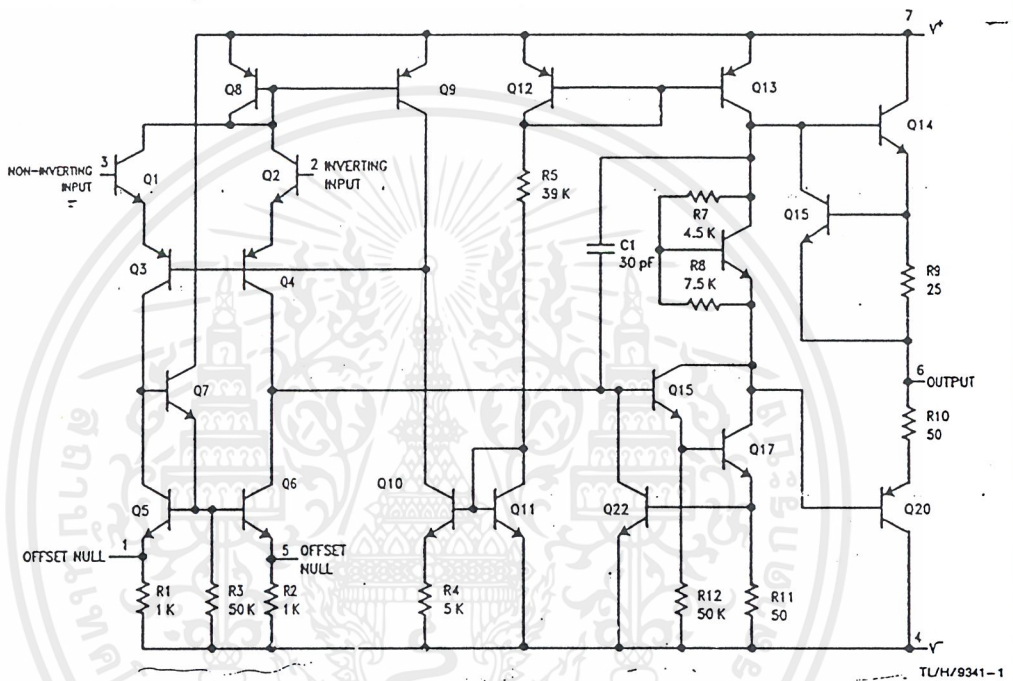 7
V+
Q8
Q9
Q12
Q13
Q14
3
NON-INVERTING
INPUT
Q1
Q2
2 INVERTING
INPUT
R5
39 K
Q15
R7
4.5 K
C1
30 pF
R8
7.5 K
R9
25
Q3
Q4
6
OUTPUT
Q7
Q15
R10
50
Q17
Q5
Q6
Q10
Q11
Q22
Q20
1
OFFSET NULL
5 OFFSET
NULL
R1
1 K
R3
50 K
R2
1 K
R4
5 K
R12
50 K
R11
50
4
V-
TL/H/9341-1